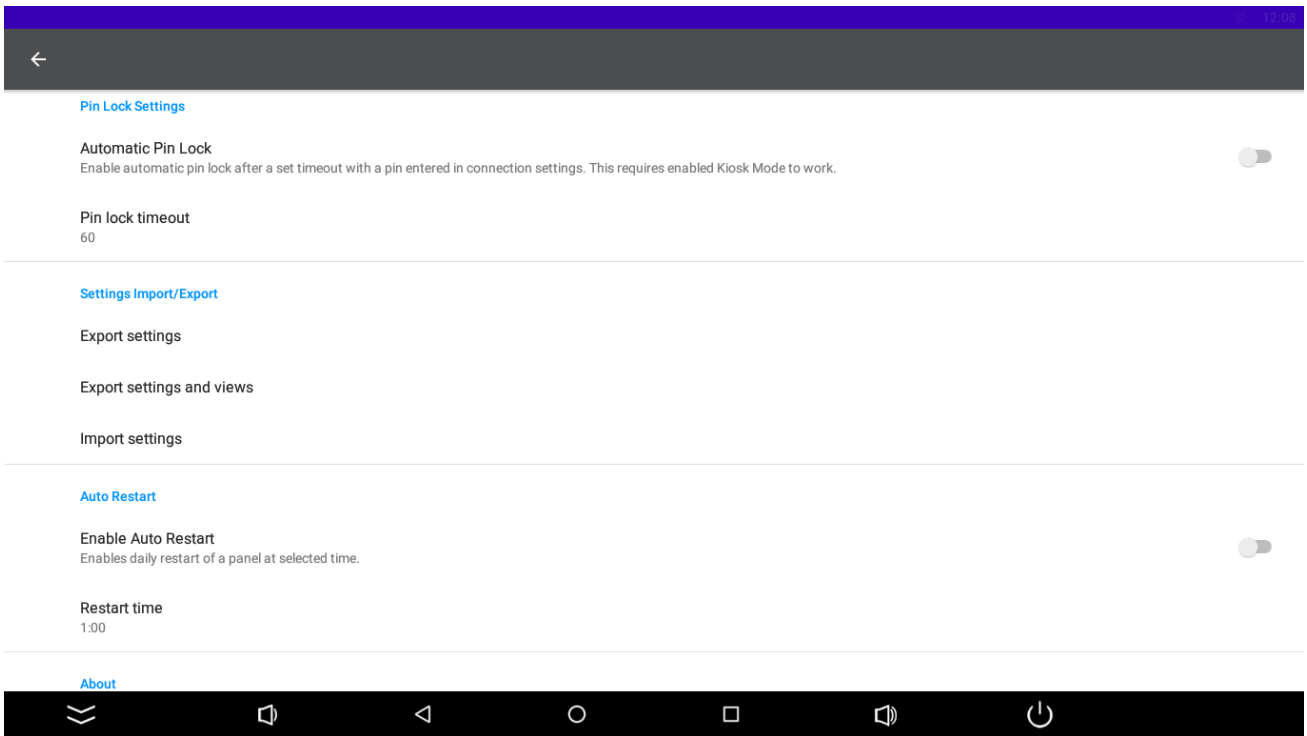 12:08
Pin Lock Settings
Automatic Pin Lock
Enable automatic pin lock after a set timeout with a pin entered in connection settings. This requires enabled Kiosk Mode to work.
Pin lock timeout
60
Settings Import/Export
Export settings
Export settings and views
Import settings
Auto Restart
Enable Auto Restart
Enables daily restart of a panel at selected time.
Restart time
1:00
About